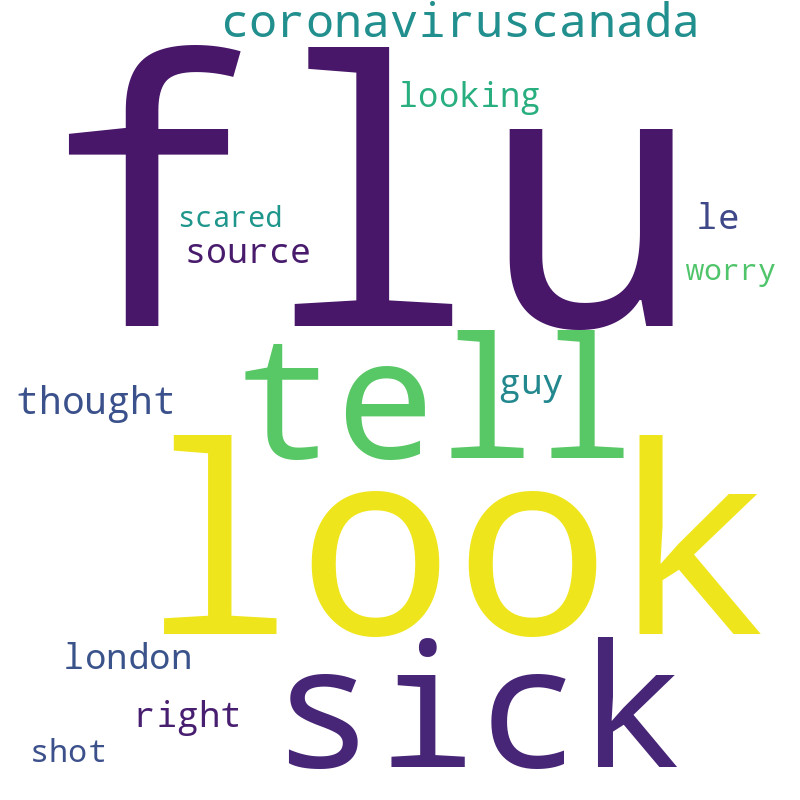 coronaviruscanada
flu
looking
scared
le
source
worry
tell
guy
thought
look
sick
london
right
shot